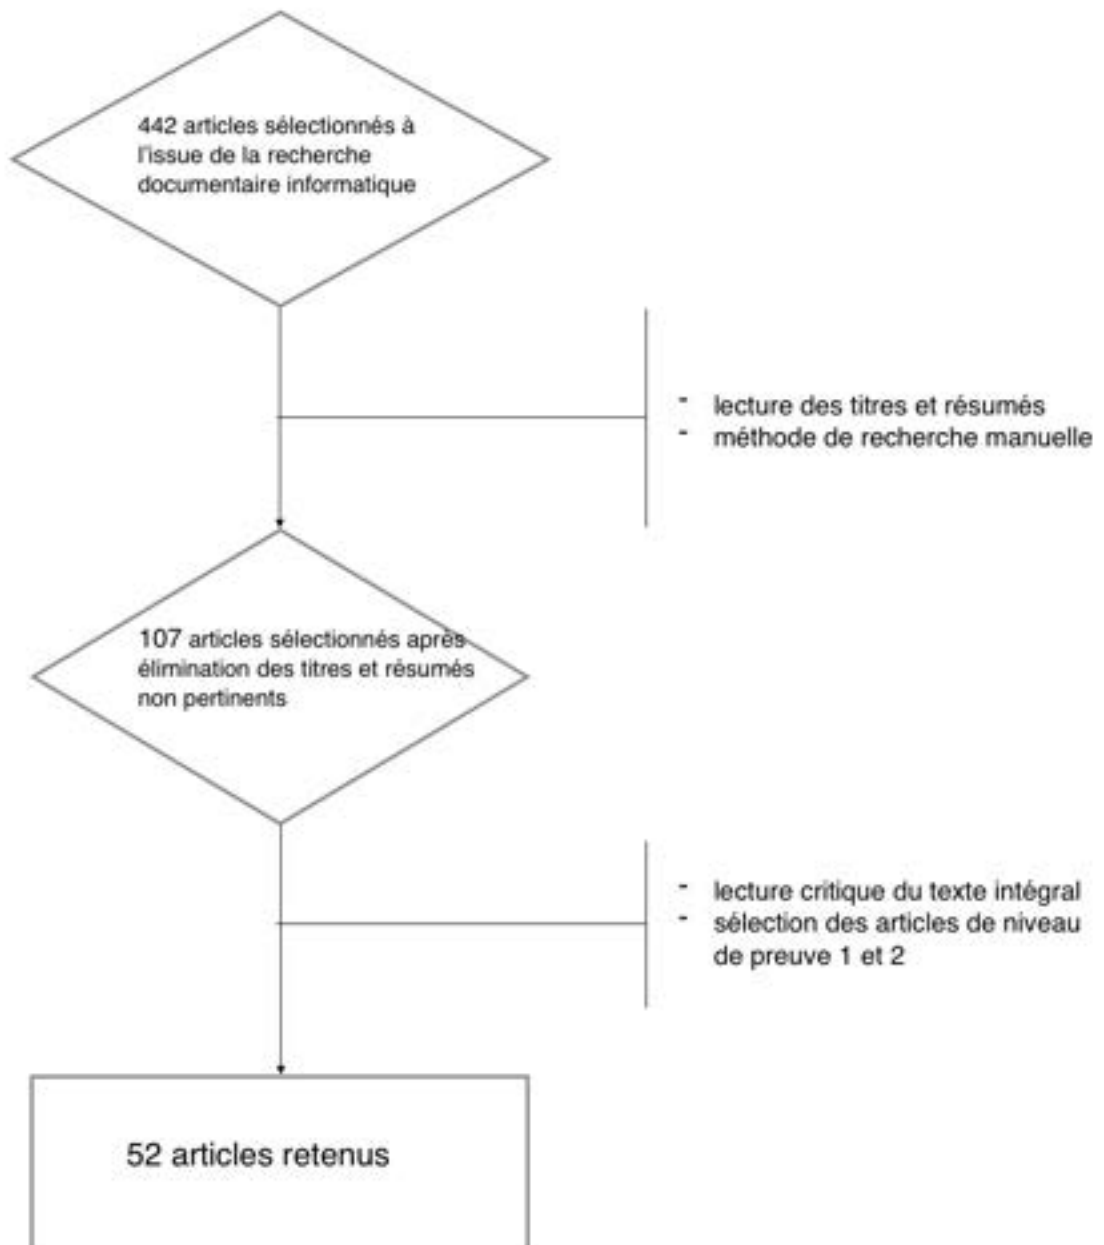 442 articles sélectionnés à
l'issue de la recherche
documentaire informatique
- lecture des titres et résumés
- méthode de recherche manuelle
107 articles sélectionnés après
élimination des titres et résumés
non pertinents
- lecture critique du texte intégral
- sélection des articles de niveau
de preuve 1 et 2
52 articles retenus